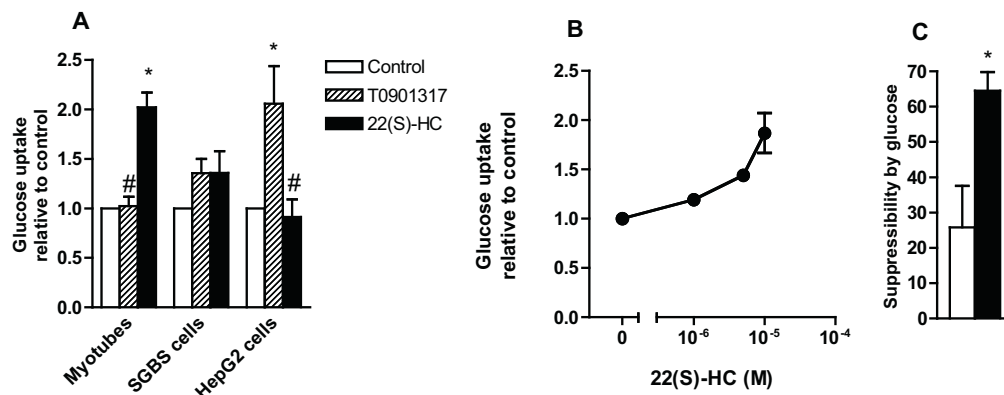 A
Glucose uptake
relative to control
2.5
2.0
1.5
1.0
0.5
0.0
*
#
*
#
Myotubes
SGBS cells
HepG2 cells
Control
T0901317
22(S)-HC
B
Glucose uptake
relative to control
2.5
2.0
1.5
1.0
0.5
0.0
0
10⁻⁶
10⁻⁵
10⁻⁴
22(S)-HC (M)
C
Suppressibility by glucose
70
60
50
40
30
20
10
0
*